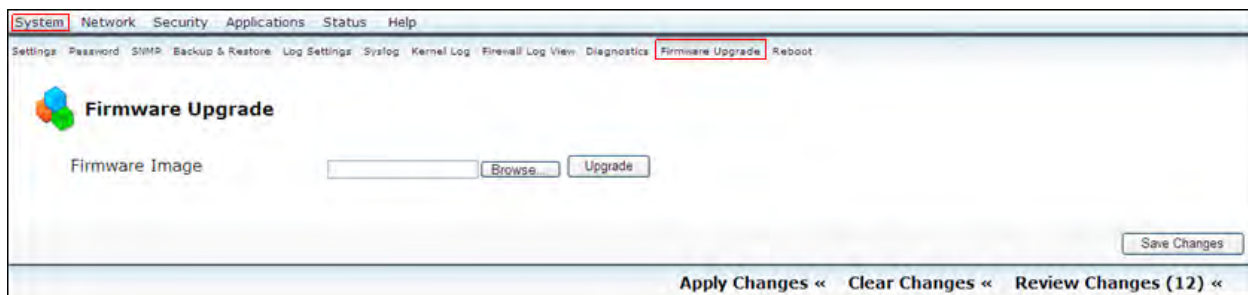 System Network Security Applications Status Help
Settings Password SNMP Backup & Restore Log Settings Syslog Kernel Log Firewall Log View Diagnostics Firmware Upgrade Reboot
Firmware Upgrade
Firmware Image Browse... Upgrade
Save Changes
Apply Changes « Clear Changes « Review Changes (12) «